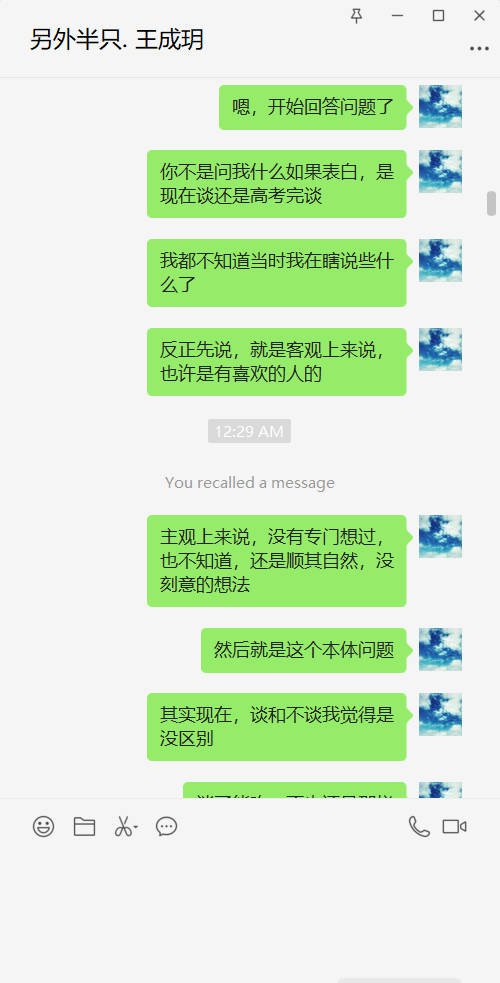 另外半只. 王成玥
嗯，开始回答问题了
你不是问我什么如果表白，是
现在谈还是高考完谈
我都不知道当时我在瞎说些什
么了
反正先说，就是客观上来说，
也许是有喜欢的人的
12:29 AM
You recalled a message
主观上来说，没有专门想过，
也不知道，还是顺其自然，没
刻意的想法
然后就是这个本体问题
其实现在，谈和不谈我觉得是
没区别